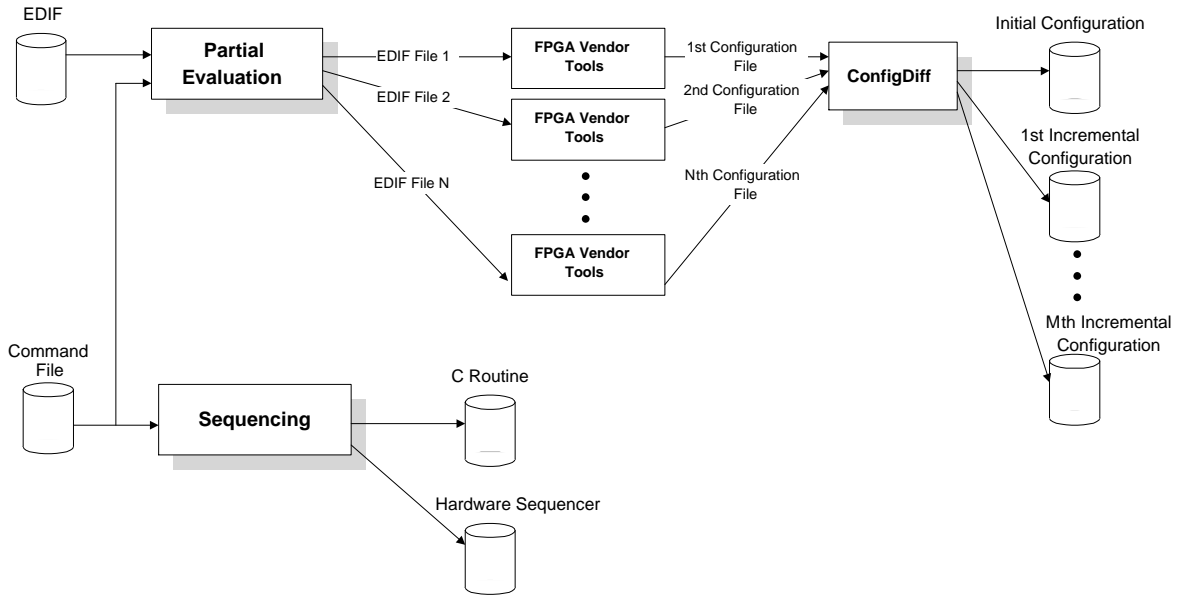 EDIF
Partial
Evaluation
EDIF File 1
EDIF File 2
EDIF File N
FPGA Vendor
Tools
FPGA Vendor
Tools
FPGA Vendor
Tools
1st Configuration
File
2nd Configuration
File
Nth Configuration
File
ConfigDiff
Initial Configuration
1st Incremental
Configuration
Mth Incremental
Configuration
Command
File
Sequencing
C Routine
Hardware Sequencer